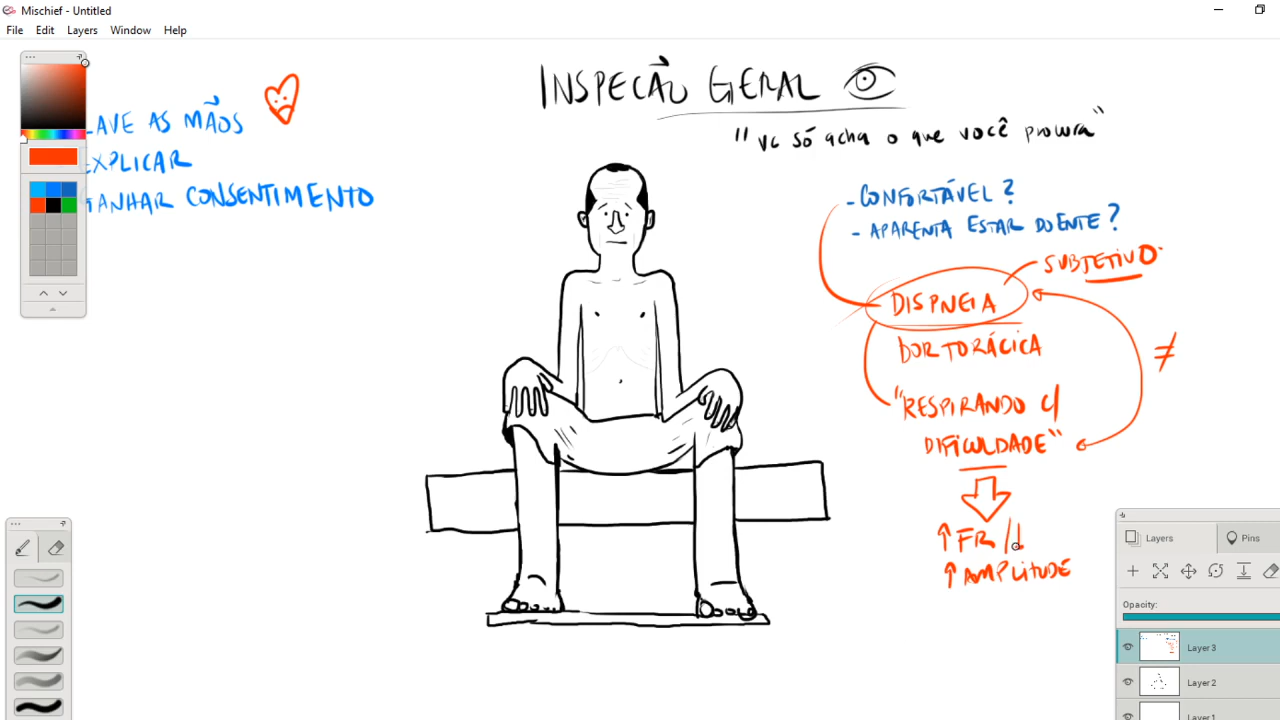 Mischief - Untitled
File Edit Layers Window Help
INSPEÇÃO GERAL
"vc só acha o que você procura"
LAVE AS MÃOS
EXPLICAR
GANHAR CONSENTIMENTO
- CONFORTÁVEL?
- APARENTA ESTAR DOENTE?
SUBJETIVO
DISPNEIA
DOR TORÁCICA
≠
"RESPIRANDO C/
DIFICULDADE"
↑ FR /
↑ AMPLITUDE
Layers Pins
Opacity:
Layer 3
Layer 2
Layer 1